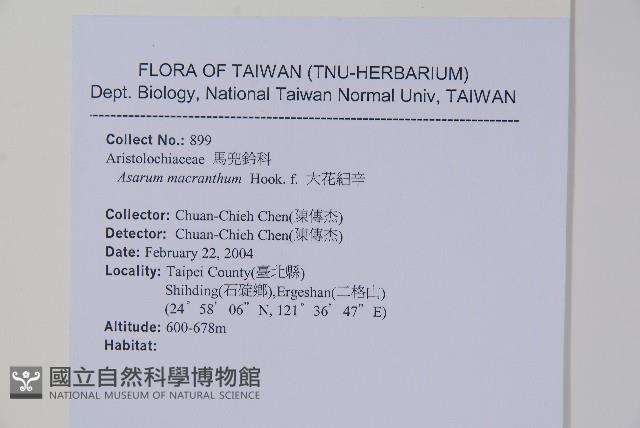 FLORA OF TAIWAN (TNU-HERBARIUM)
Dept. Biology, National Taiwan Normal Univ, TAIWAN
Collect No.: 899
Aristolochiaceae 馬兜鈴科
Asarum macranthum Hook. f. 大花細辛
Collector: Chuan-Chieh Chen(陳傳杰)
Detector: Chuan-Chieh Chen(陳傳杰)
Date: February 22, 2004
Locality: Taipei County(臺北縣)
Shihding(石碇鄉),Ergeshan(二格山)
(24° 58' 06" N, 121° 36' 47" E)
Altitude: 600-678m
Habitat:
國立自然科學博物館
NATIONAL MUSEUM OF NATURAL SCIENCE